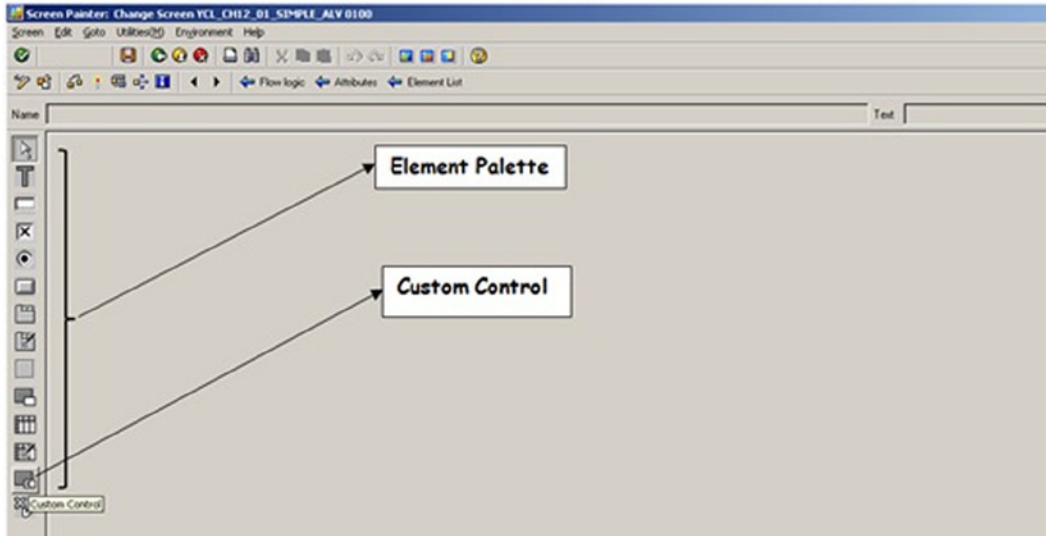 Screen Painter: Change Screen YCL_CH12_01_SIMPLE_ALV 0100
Screen Edit Goto Utilities(M) Environment Help
Flow logic Attributes Element List
Name Text
Element Palette
Custom Control
Custom Control